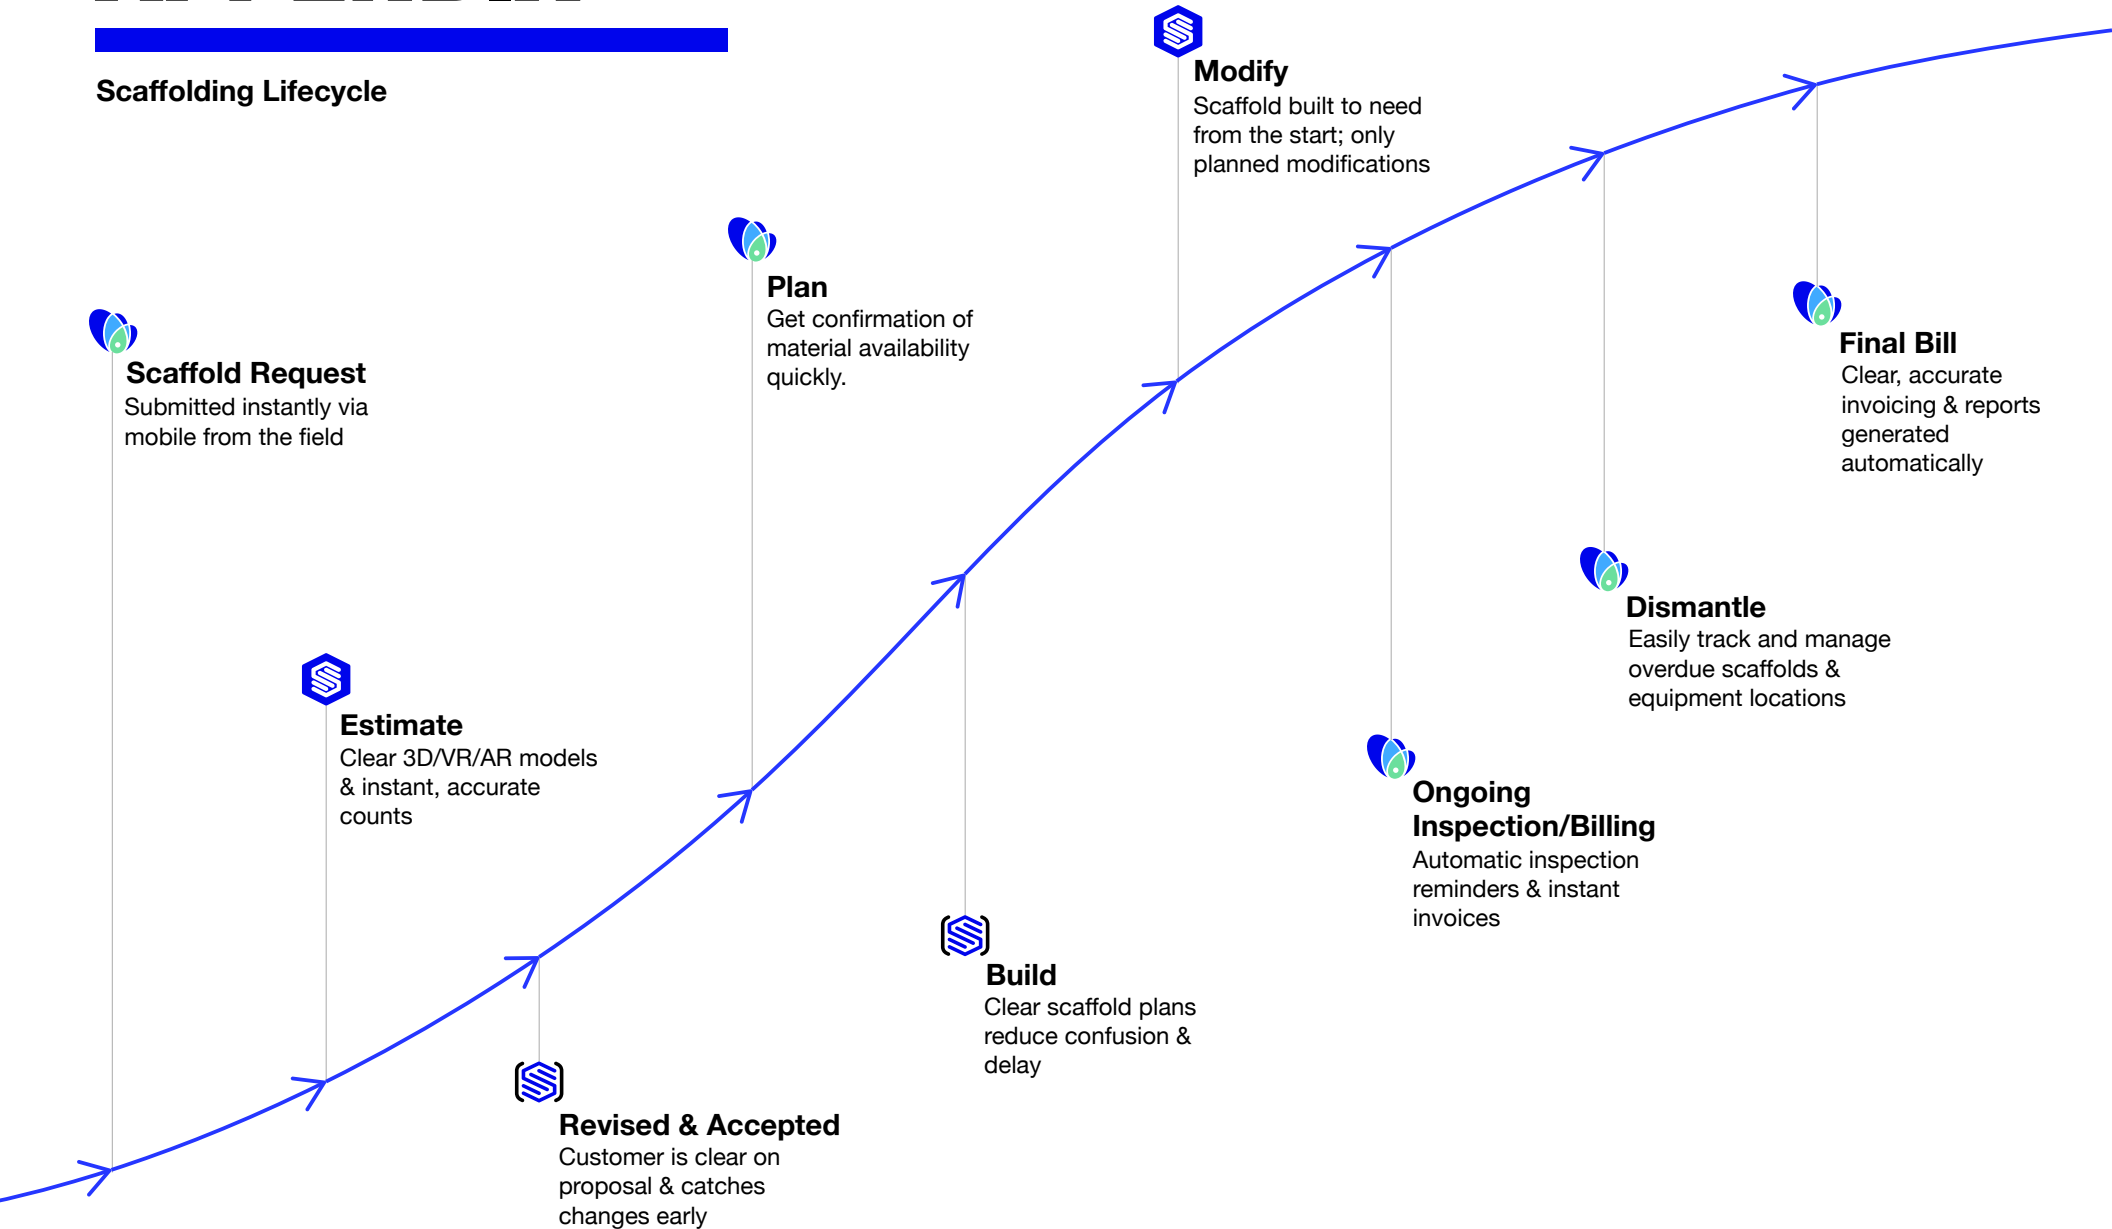 Scaffolding Lifecycle
Scaffold Request
Submitted instantly via
mobile from the field
Estimate
Clear 3D/VR/AR models
& instant, accurate
counts
Revised & Accepted
Customer is clear on
proposal & catches
changes early
Plan
Get confirmation of
material availability
quickly.
Build
Clear scaffold plans
reduce confusion &
delay
Modify
Scaffold built to need
from the start; only
planned modifications
Ongoing
Inspection/Billing
Automatic inspection
reminders & instant
invoices
Dismantle
Easily track and manage
overdue scaffolds &
equipment locations
Final Bill
Clear, accurate
invoicing & reports
generated
automatically